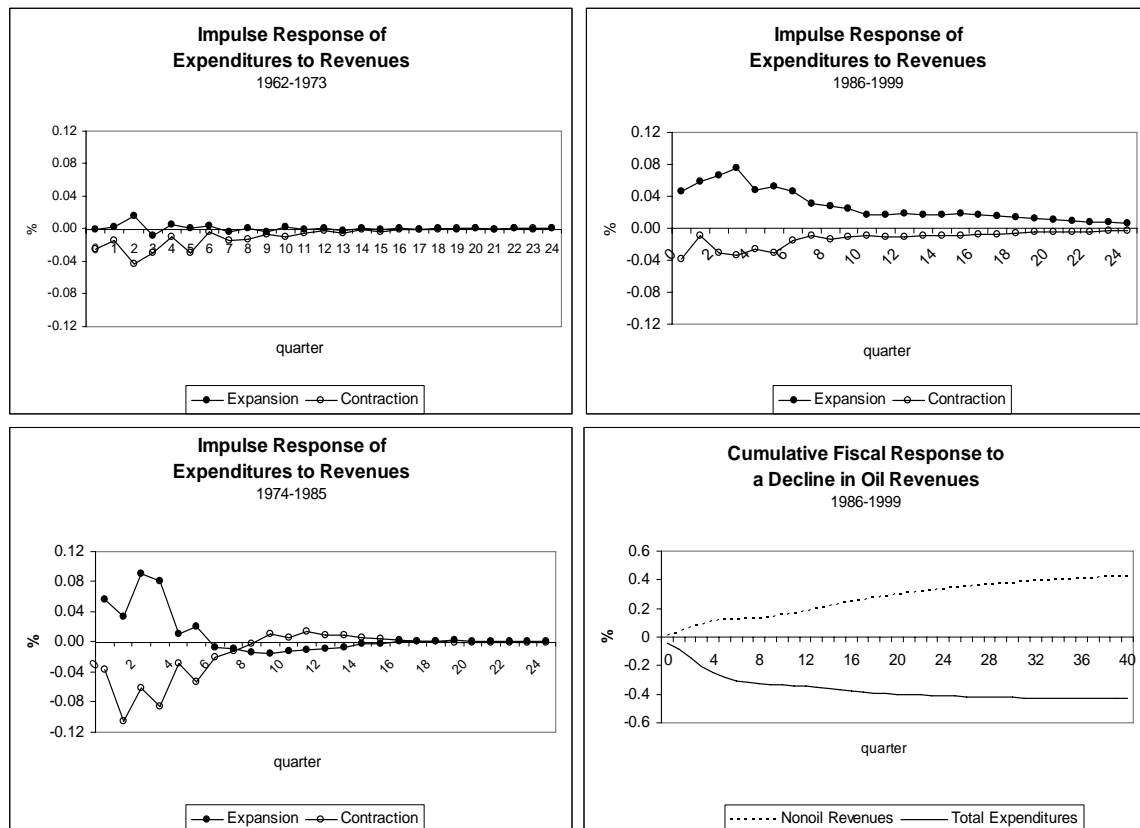 Impulse Response of
Expenditures to Revenues
1962-1973
0.12
0.08
0.04
0.00
-0.04
-0.08
-0.12
%
0 1 2 3 4 5 6 7 8 9 10 11 12 13 14 15 16 17 18 19 20 21 22 23 24
quarter
Expansion Contraction
Impulse Response of
Expenditures to Revenues
1986-1999
0.12
0.08
0.04
0.00
-0.04
-0.08
-0.12
%
0 2 4 6 8 10 12 14 16 18 20 22 24
quarter
Expansion Contraction
Impulse Response of
Expenditures to Revenues
1974-1985
0.12
0.08
0.04
0.00
-0.04
-0.08
-0.12
%
0 2 4 6 8 10 12 14 16 18 20 22 24
quarter
Expansion Contraction
Cumulative Fiscal Response to
a Decline in Oil Revenues
1986-1999
0.6
0.4
0.2
0
-0.2
-0.4
-0.6
%
0 4 8 12 16 20 24 28 32 36 40
quarter
Nonoil Revenues Total Expenditures